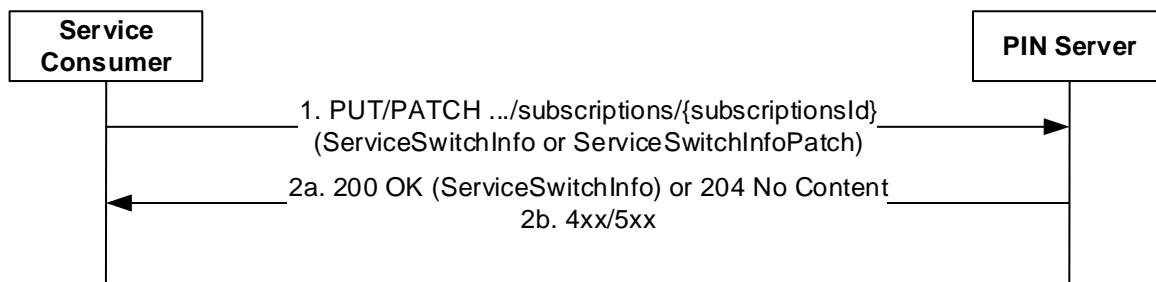 Service
Consumer
PIN Server
1. PUT/PATCH .../subscriptions/{subscriptionsId}
(ServiceSwitchInfo or ServiceSwitchInfoPatch)
2a. 200 OK (ServiceSwitchInfo) or 204 No Content
2b. 4xx/5xx